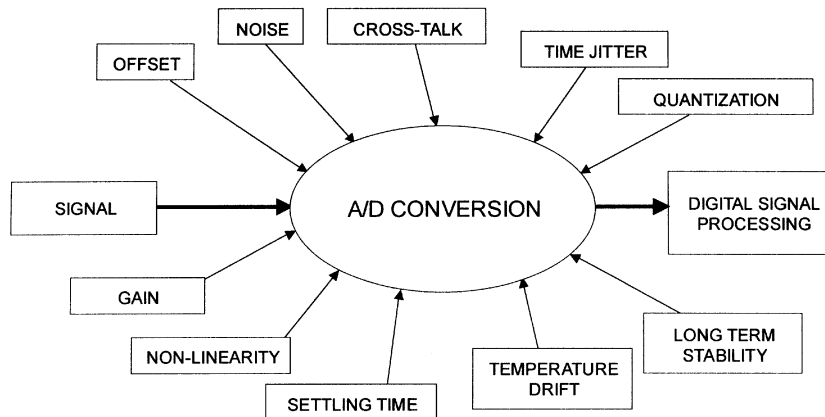 NOISE
CROSS-TALK
TIME JITTER
OFFSET
QUANTIZATION
SIGNAL
A/D CONVERSION
DIGITAL SIGNAL
PROCESSING
GAIN
NON-LINEARITY
SETTLING TIME
TEMPERATURE
DRIFT
LONG TERM
STABILITY